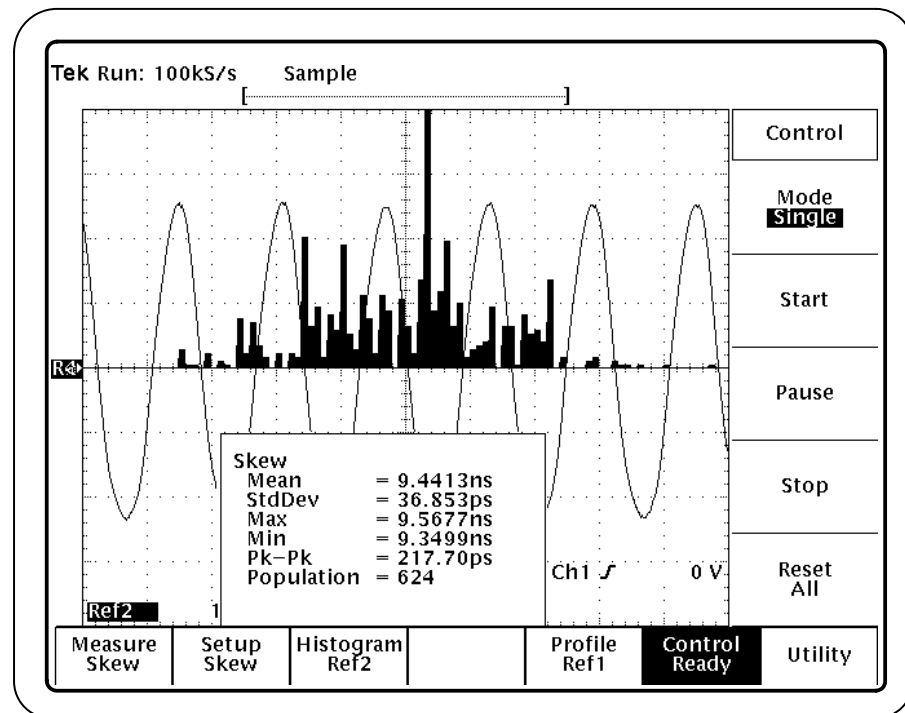 Tek Run: 100kS/s Sample
Control
Mode
Single
Start
Pause
Stop
Reset
All
Skew
Mean = 9.4413ns
StdDev = 36.853ps
Max = 9.5677ns
Min = 9.3499ns
Pk-Pk = 217.70ps
Population = 624
Ch1 0 V
Ref2 1
Measure
Skew
Setup
Skew
Histogram
Ref2
Profile
Ref1
Control
Ready
Utility